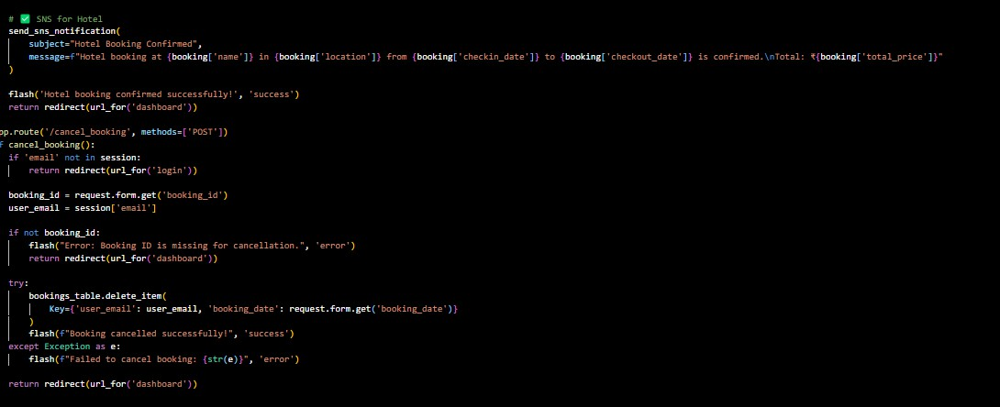 # ✅ SNS for Hotel
send_sns_notification(
subject="Hotel Booking Confirmed",
message=f"Hotel booking at {booking['name']} in {booking['location']} from {booking['checkin_date']} to {booking['checkout_date']} is confirmed.\nTotal: ₹{booking['total_price']}"
)
flash('Hotel booking confirmed successfully!', 'success')
return redirect(url_for('dashboard'))
pp.route('/cancel_booking', methods=['POST'])
f cancel_booking():
if 'email' not in session:
return redirect(url_for('login'))
booking_id = request.form.get('booking_id')
user_email = session['email']
if not booking_id:
flash("Error: Booking ID is missing for cancellation.", 'error')
return redirect(url_for('dashboard'))
try:
bookings_table.delete_item(
Key={'user_email': user_email, 'booking_date': request.form.get('booking_date')}
)
flash(f"Booking cancelled successfully!", 'success')
except Exception as e:
flash(f"Failed to cancel booking: {str(e)}", 'error')
return redirect(url_for('dashboard'))